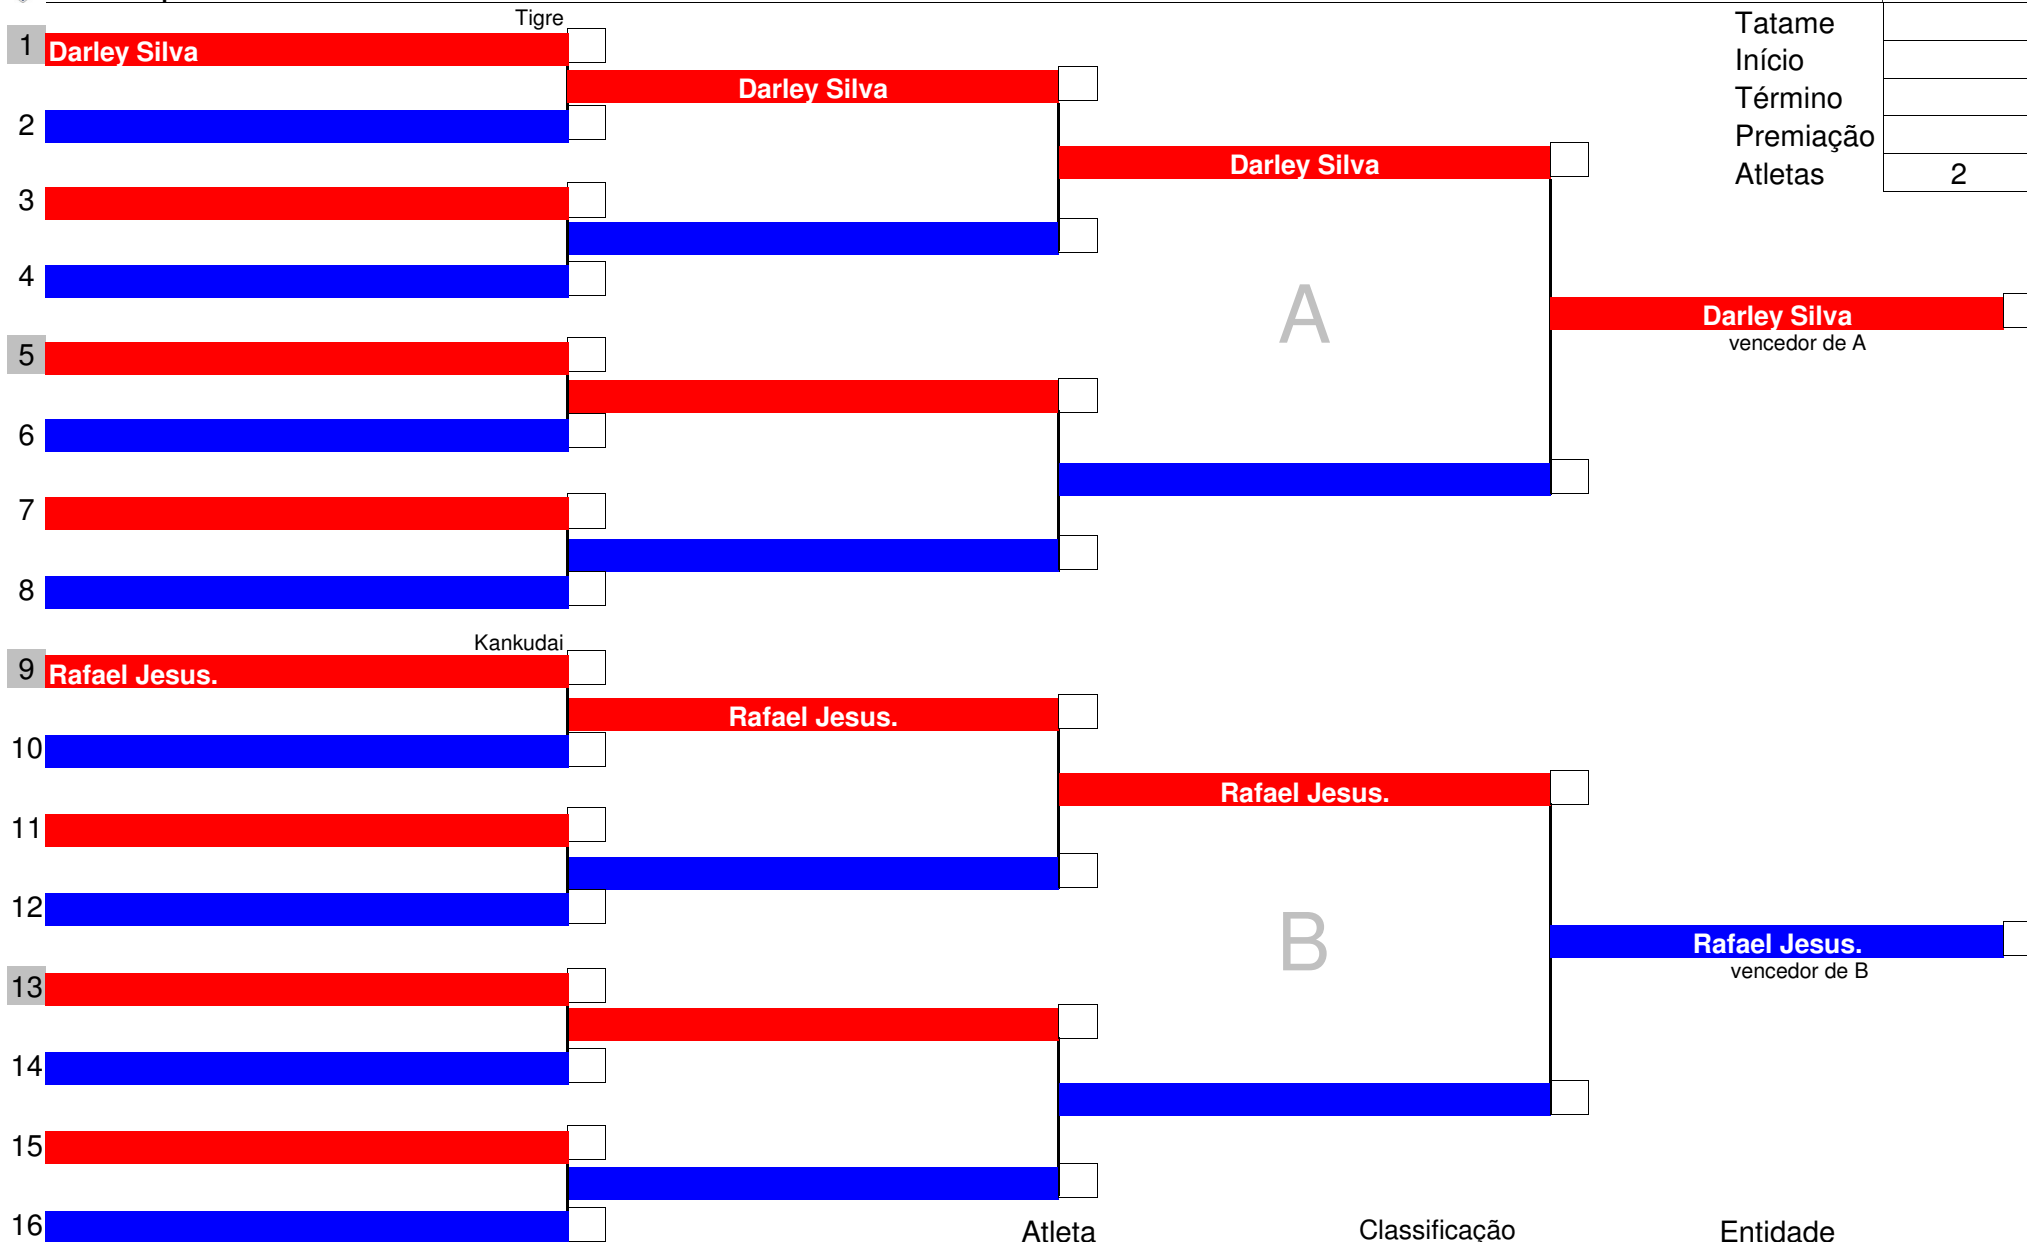 Tigre
Tatame
1 Darley Silva
Início
Darley Silva
Término
2
Premiação
Darley Silva
Atletas 2
3
4
A
Darley Silva
vencedor de A
5
6
7
8
Kankudai
9 Rafael Jesus.
Rafael Jesus.
10
Rafael Jesus.
11
12
B
Rafael Jesus.
vencedor de B
13
14
15
16
Atleta Classificação Entidade